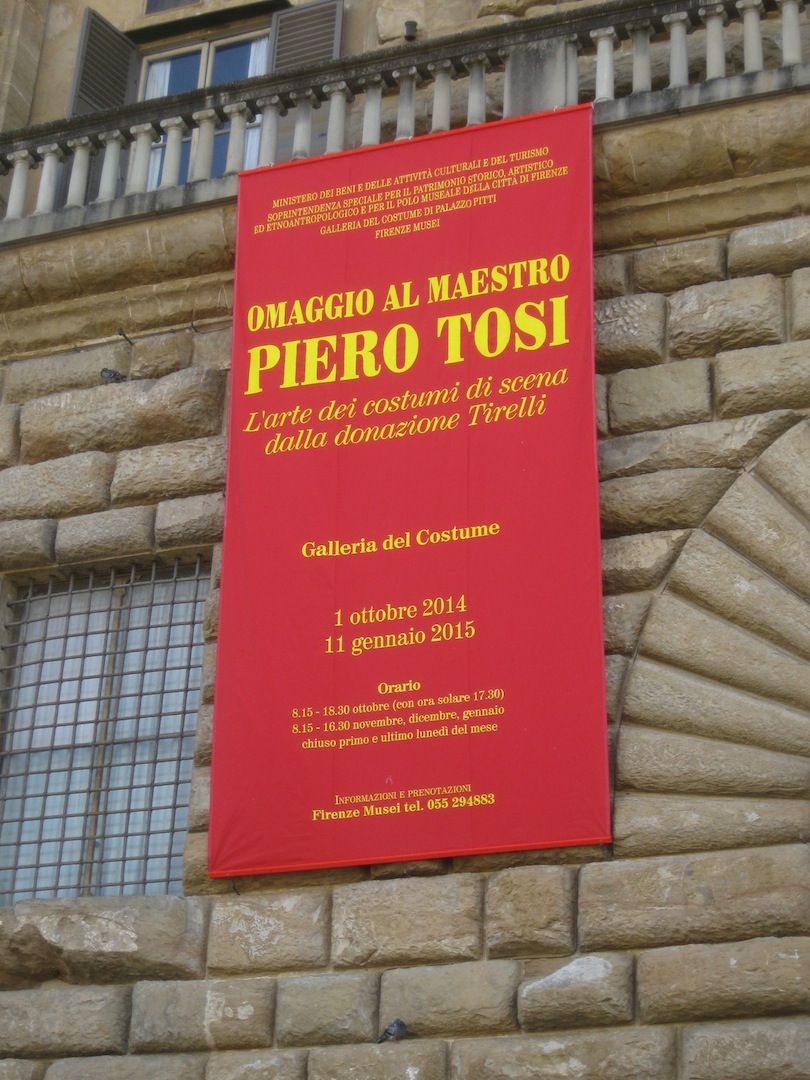 MINISTERO DEI BENI E DELLE ATTIVITÀ CULTURALI E DEL TURISMO
SOPRINTENDENZA SPECIALE PER IL PATRIMONIO STORICO, ARTISTICO
ED ETNOANTROPOLOGICO E PER IL POLO MUSEALE DELLA CITTÀ DI FIRENZE
GALLERIA DEL COSTUME DI PALAZZO PITTI
FIRENZE MUSEI
OMAGGIO AL MAESTRO
PIERO TOSI
L'arte dei costumi di scena
dalla donazione Tirelli
Galleria del Costume
1 ottobre 2014
11 gennaio 2015
Orario
8.15 - 18.30 ottobre (con ora solare 17.30)
8.15 - 16.30 novembre, dicembre, gennaio
chiuso primo e ultimo lunedì del mese
INFORMAZIONI E PRENOTAZIONI
Firenze Musei tel. 055 294883